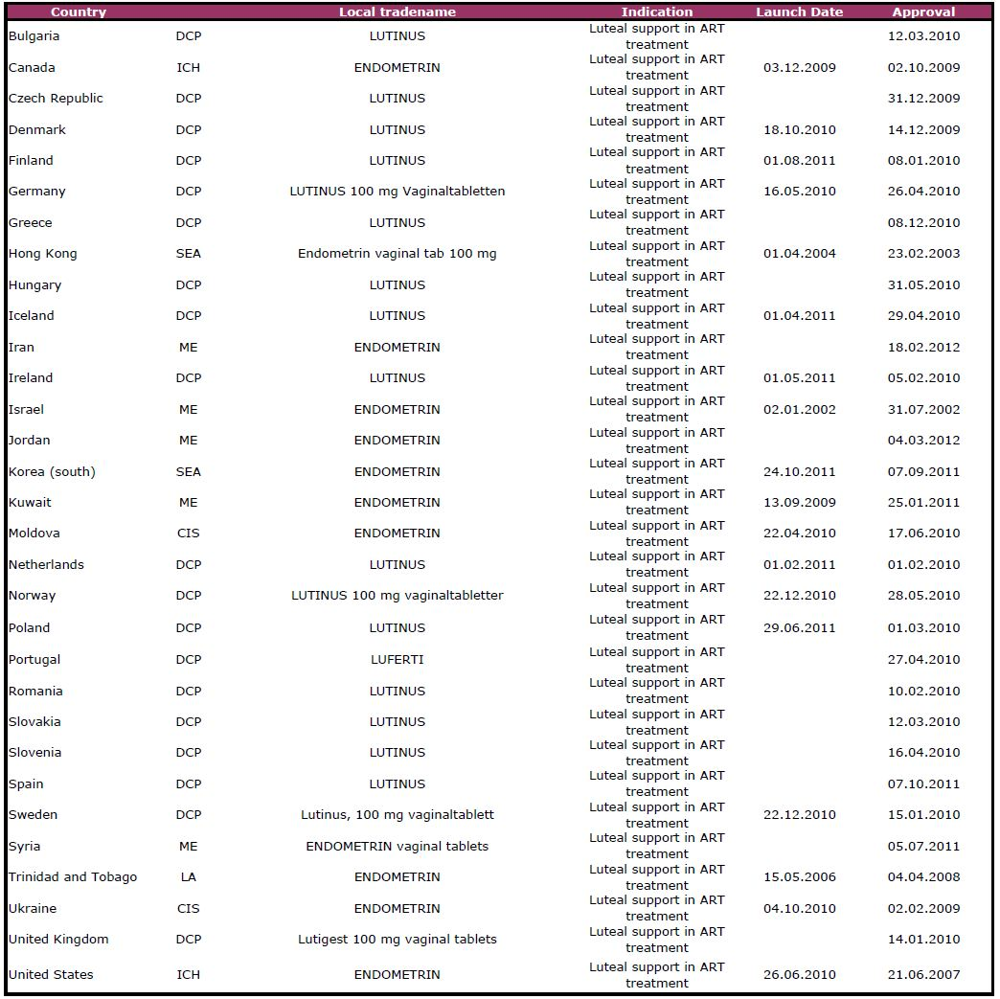 Country Local tradename Indication Launch Date Approval
Bulgaria DCP LUTINUS Luteal support in ART treatment 12.03.2010
Canada ICH ENDOMETRIN Luteal support in ART treatment 03.12.2009 02.10.2009
Czech Republic DCP LUTINUS Luteal support in ART treatment 31.12.2009
Denmark DCP LUTINUS Luteal support in ART treatment 18.10.2010 14.12.2009
Finland DCP LUTINUS Luteal support in ART treatment 01.08.2011 08.01.2010
Germany DCP LUTINUS 100 mg Vaginaltabletten Luteal support in ART treatment 16.05.2010 26.04.2010
Greece DCP LUTINUS Luteal support in ART treatment 08.12.2010
Hong Kong SEA Endometrin vaginal tab 100 mg Luteal support in ART treatment 01.04.2004 23.02.2003
Hungary DCP LUTINUS Luteal support in ART treatment 31.05.2010
Iceland DCP LUTINUS Luteal support in ART treatment 01.04.2011 29.04.2010
Iran ME ENDOMETRIN Luteal support in ART treatment 18.02.2012
Ireland DCP LUTINUS Luteal support in ART treatment 01.05.2011 05.02.2010
Israel ME ENDOMETRIN Luteal support in ART treatment 02.01.2002 31.07.2002
Jordan ME ENDOMETRIN Luteal support in ART treatment 04.03.2012
Korea (south) SEA ENDOMETRIN Luteal support in ART treatment 24.10.2011 07.09.2011
Kuwait ME ENDOMETRIN Luteal support in ART treatment 13.09.2009 25.01.2011
Moldova CIS ENDOMETRIN Luteal support in ART treatment 22.04.2010 17.06.2010
Netherlands DCP LUTINUS Luteal support in ART treatment 01.02.2011 01.02.2010
Norway DCP LUTINUS 100 mg vaginaltabletter Luteal support in ART treatment 22.12.2010 28.05.2010
Poland DCP LUTINUS Luteal support in ART treatment 29.06.2011 01.03.2010
Portugal DCP LUFERTI Luteal support in ART treatment 27.04.2010
Romania DCP LUTINUS Luteal support in ART treatment 10.02.2010
Slovakia DCP LUTINUS Luteal support in ART treatment 12.03.2010
Slovenia DCP LUTINUS Luteal support in ART treatment 16.04.2010
Spain DCP LUTINUS Luteal support in ART treatment 07.10.2011
Sweden DCP Lutinus, 100 mg vaginaltablett Luteal support in ART treatment 22.12.2010 15.01.2010
Syria ME ENDOMETRIN vaginal tablets Luteal support in ART treatment 05.07.2011
Trinidad and Tobago LA ENDOMETRIN Luteal support in ART treatment 15.05.2006 04.04.2008
Ukraine CIS ENDOMETRIN Luteal support in ART treatment 04.10.2010 02.02.2009
United Kingdom DCP Lutigest 100 mg vaginal tablets Luteal support in ART treatment 14.01.2010
United States ICH ENDOMETRIN Luteal support in ART treatment 26.06.2010 21.06.2007